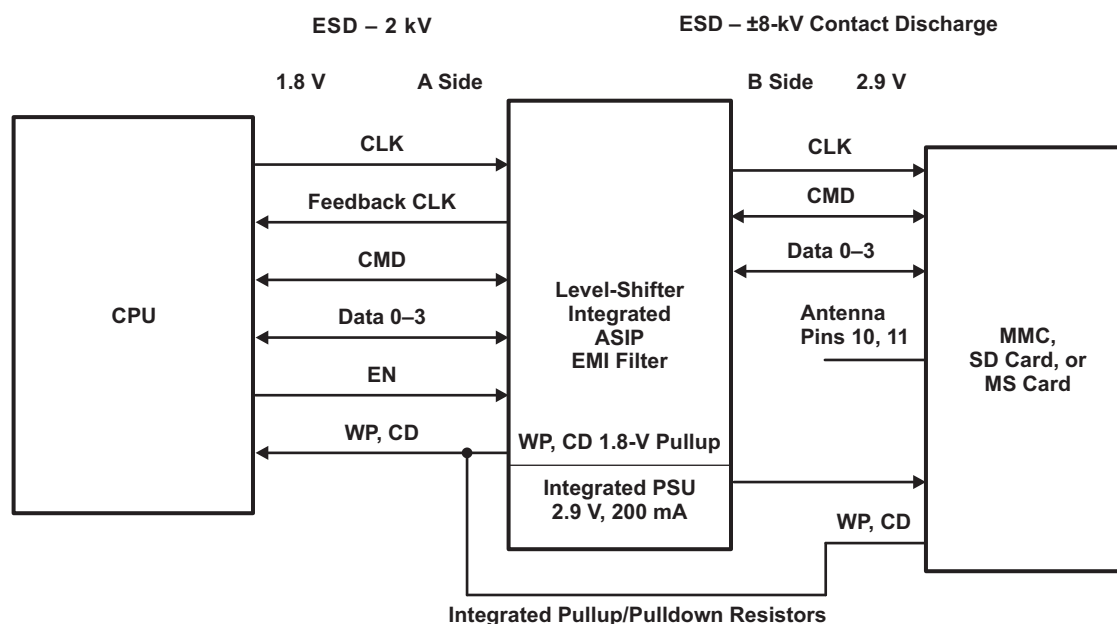 ESD – 2 kV
ESD – ±8-kV Contact Discharge
1.8 V
A Side
B Side
2.9 V
CLK
Feedback CLK
CMD
Data 0–3
EN
WP, CD
CPU
Level-Shifter
Integrated
ASIP
EMI Filter
WP, CD 1.8-V Pullup
Integrated PSU
2.9 V, 200 mA
CLK
CMD
Data 0–3
Antenna
Pins 10, 11
WP, CD
MMC,
SD Card, or
MS Card
Integrated Pullup/Pulldown Resistors